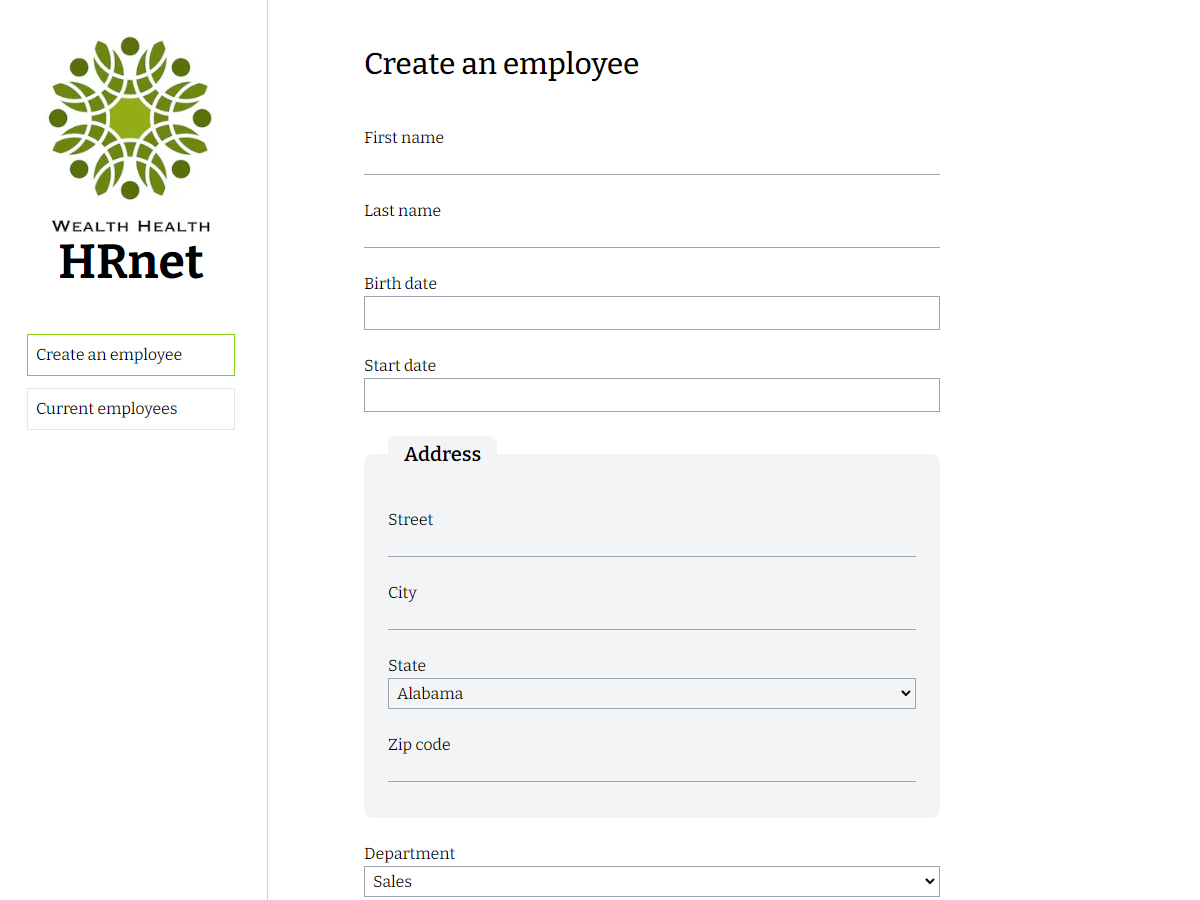 WEALTH HEALTH
HRnet
Create an employee
Current employees
Create an employee
First name
Last name
Birth date
Start date
Address
Street
City
State
Alabama
Zip code
Department
Sales